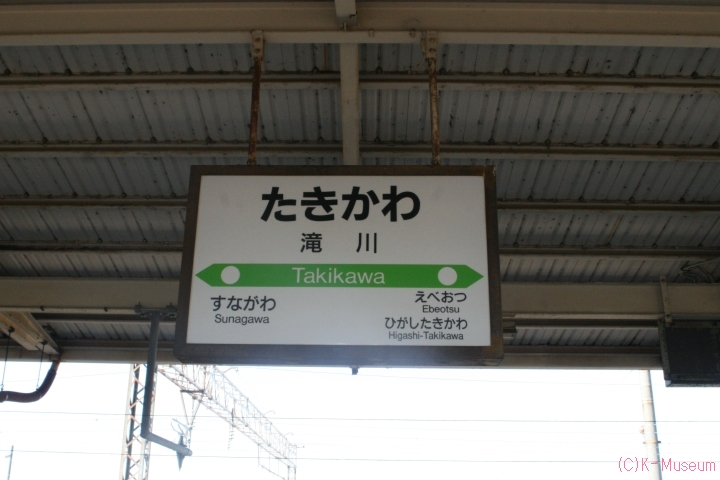 たきかわ
滝川
Takikawa
すながわ
Sunagawa
えべおつ
Ebeotsu
ひがしたきかわ
Higashi-Takikawa
(C)K-Museum